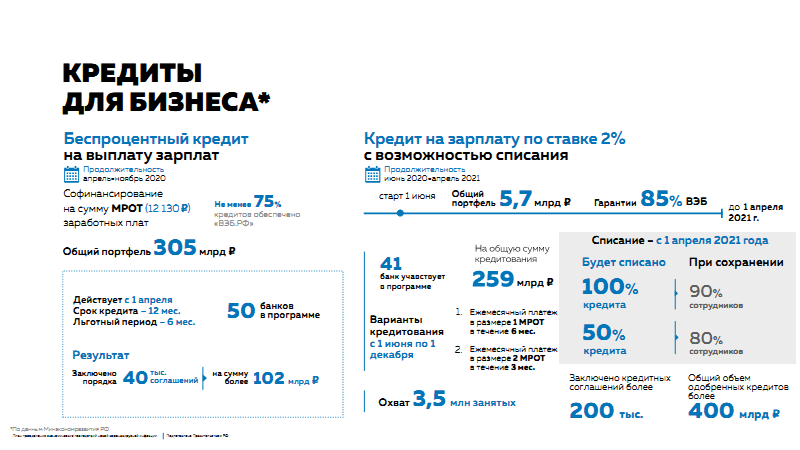 КРЕДИТЫ
ДЛЯ БИЗНЕСА*
Беспроцентный кредит
на выплату зарплат
Продолжительность
апрель–ноябрь 2020
Софинансирование
на сумму МРОТ (12 130 ₽)
заработных плат
Не менее 75%
кредитов обеспечено
«ВЭБ.РФ»
Общий портфель 305 млрд ₽
Действует с 1 апреля
Срок кредита – 12 мес.
Льготный период – 6 мес.
50 банков
в программе
Результат
Заключено
порядка
40 тыс.
соглашений
на сумму
более
102 млрд ₽
Кредит на зарплату по ставке 2%
с возможностью списания
Продолжительность
июнь 2020–апрель 2021
старт 1 июня
Общий
портфель 5,7 млрд ₽
Гарантии 85% ВЭБ
до 1 апреля
2021 г.
41
банк учавствует
в программе
На общую сумму
кредитования
259 млрд ₽
Варианты
кредитования
с 1 июня по 1
декабря
1. Ежемесячный платеж
в размере 1 МРОТ
в течение 6 мес.
2. Ежемесячный платеж
в размере 2 МРОТ
в течение 3 мес.
Охват 3,5 млн занятых
Списание – с 1 апреля 2021 года
Будет списано
При сохранении
100%
кредита
90%
сотрудников
50%
кредита
80%
сотрудников
Заключено кредитных
соглашений более
200 тыс.
Общий объем
одобренных кредитов
более
400 млрд ₽
*По данным Минэкономразвития РФ